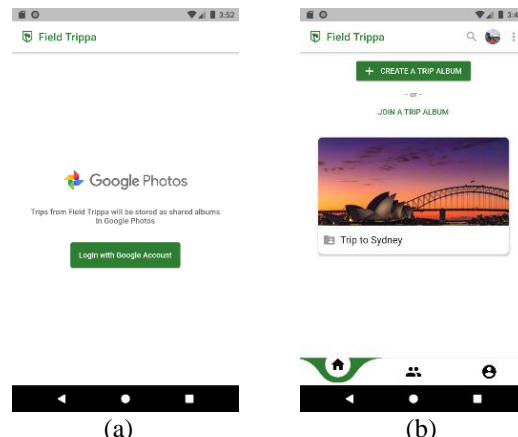 3:52
Field Trippa
Google Photos
Trips from Field Trippa will be stored as shared albums
in Google Photos
Login with Google Account
(a)
Field Trippa
+ CREATE A TRIP ALBUM
- or -
JOIN A TRIP ALBUM
Trip to Sydney
(b)